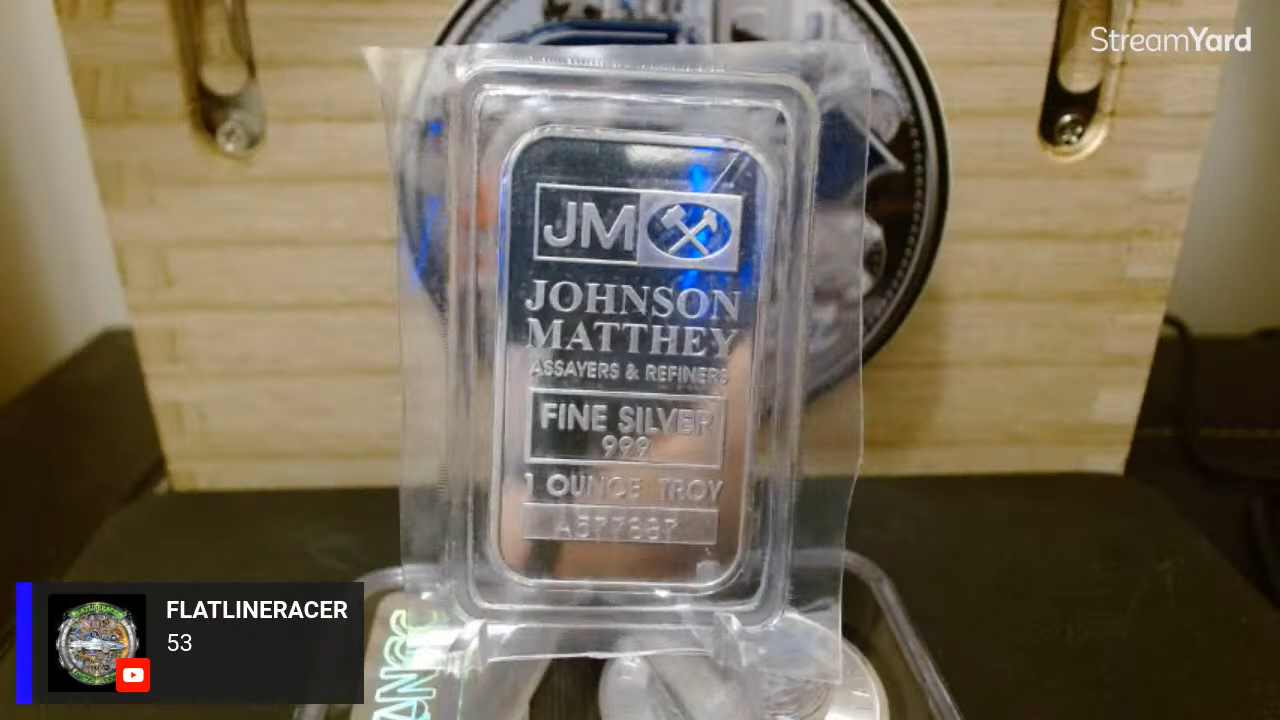 StreamYard
JM
JOHNSON
MATTHEY
ASSAYERS & REFINERS
FINE SILVER
999
1 OUNCE TROY
FLATLINERACER
53